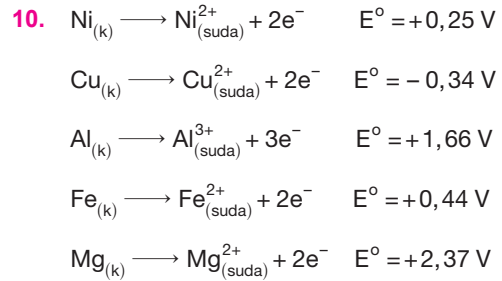 10. Ni(k) ⟶ Ni²⁺(suda) + 2e⁻ E° = +0,25 V
Cu(k) ⟶ Cu²⁺(suda) + 2e⁻ E° = – 0,34 V
Al(k) ⟶ Al³⁺(suda) + 3e⁻ E° = +1,66 V
Fe(k) ⟶ Fe²⁺(suda) + 2e⁻ E° = +0,44 V
Mg(k) ⟶ Mg²⁺(suda) + 2e⁻ E° = +2,37 V